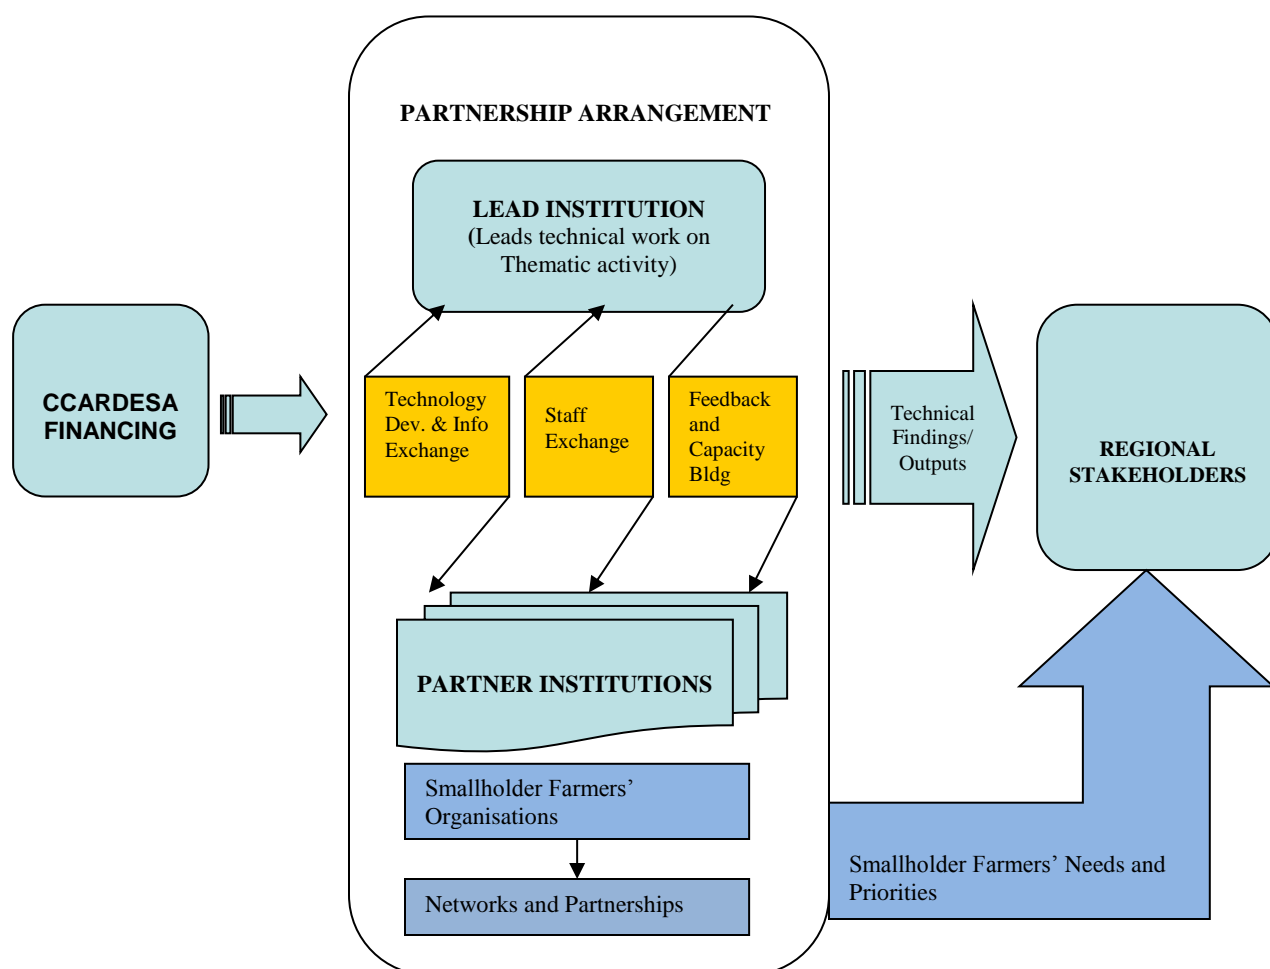 PARTNERSHIP ARRANGEMENT
LEAD INSTITUTION
(Leads technical work on
Thematic activity)
CCARDESA
FINANCING
Technology
Dev. & Info
Exchange
Staff
Exchange
Feedback
and
Capacity
Bldg
Technical
Findings/
Outputs
REGIONAL
STAKEHOLDERS
PARTNER INSTITUTIONS
Smallholder Farmers’
Organisations
Networks and Partnerships
Smallholder Farmers’ Needs and
Priorities